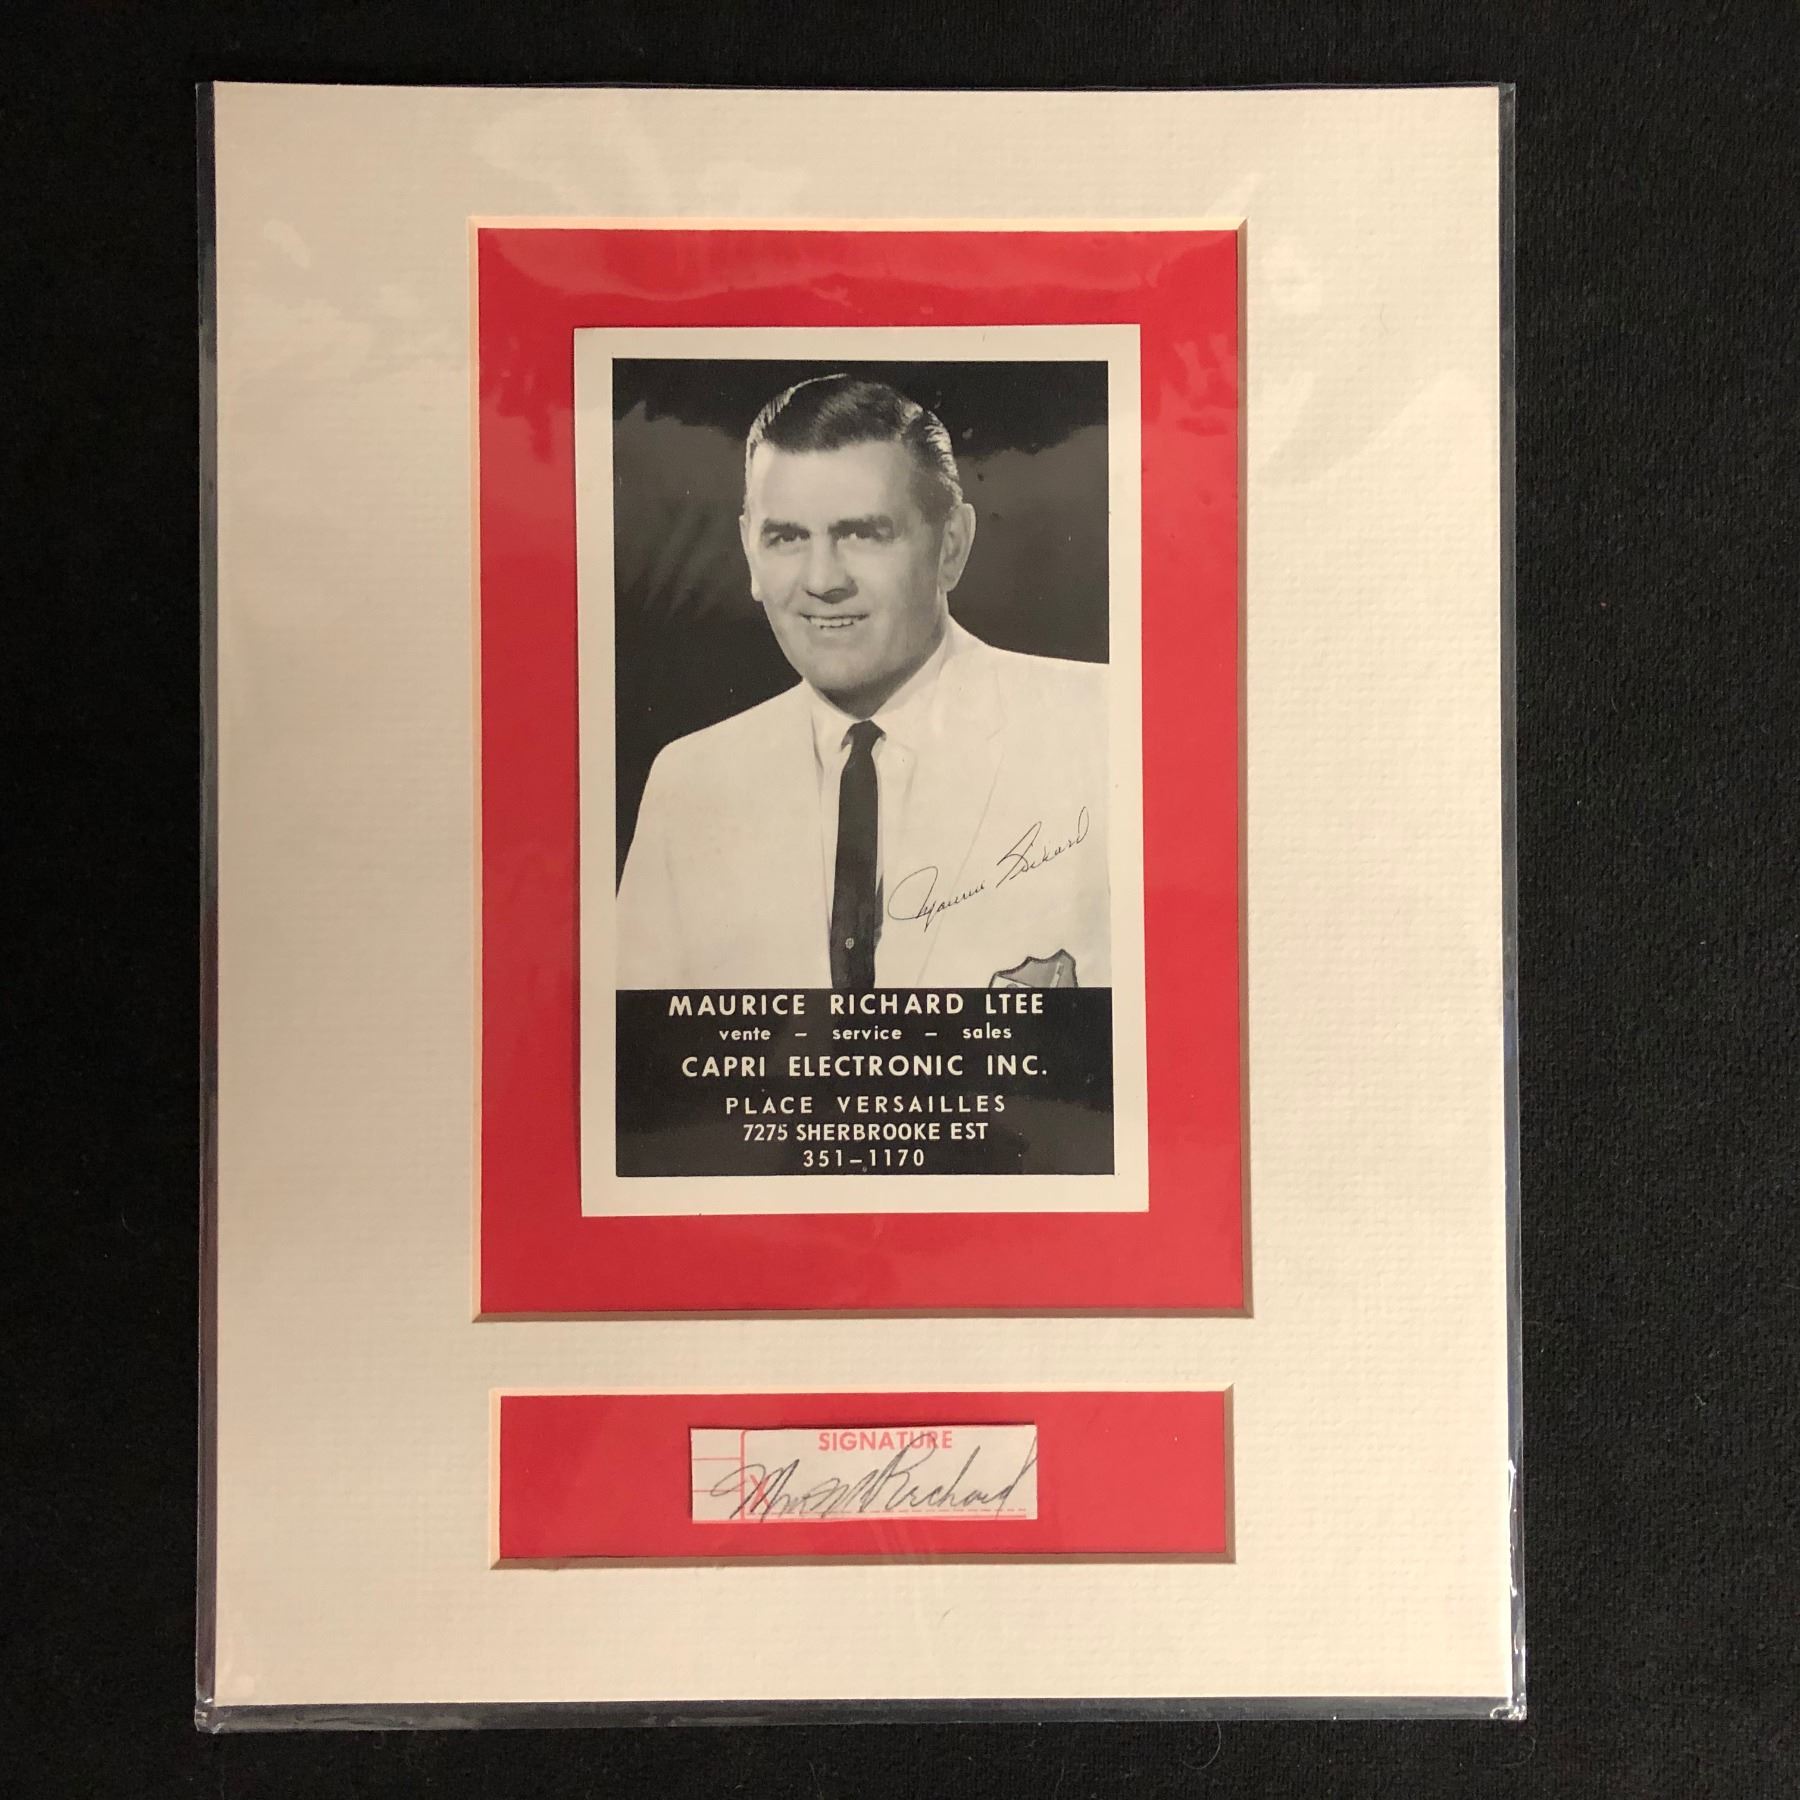 Maurice Richard
MAURICE RICHARD LTEE
vente – service – sales
CAPRI ELECTRONIC INC.
PLACE VERSAILLES
7275 SHERBROOKE EST
351–1170
SIGNATURE
X Richard